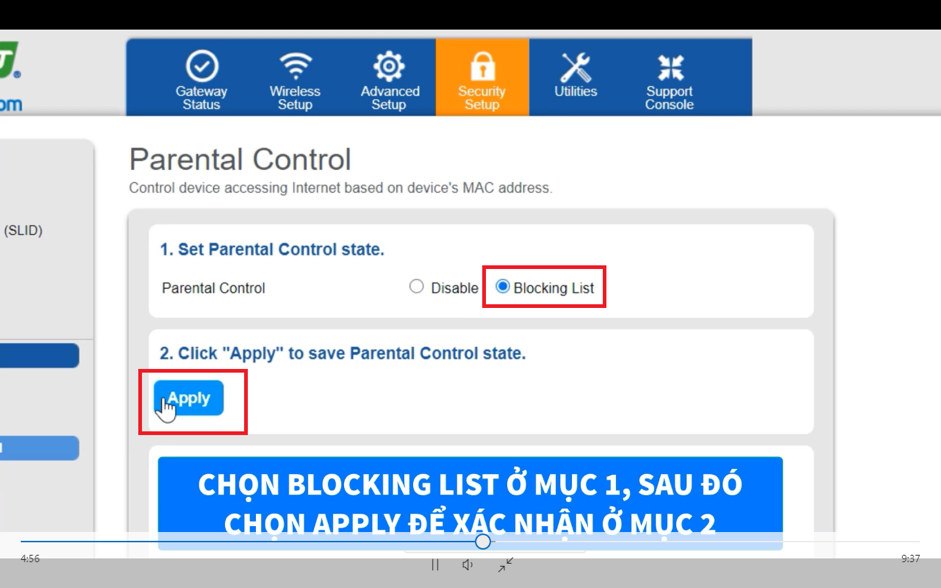 Gateway Status
Wireless Setup
Advanced Setup
Security Setup
Utilities
Support Console
om
Parental Control
Control device accessing Internet based on device's MAC address.
(SLID)
1. Set Parental Control state.
Parental Control
Disable
Blocking List
2. Click "Apply" to save Parental Control state.
Apply
CHỌN BLOCKING LIST Ở MỤC 1, SAU ĐÓ
CHỌN APPLY ĐỂ XÁC NHẬN Ở MỤC 2
4:56
9:37